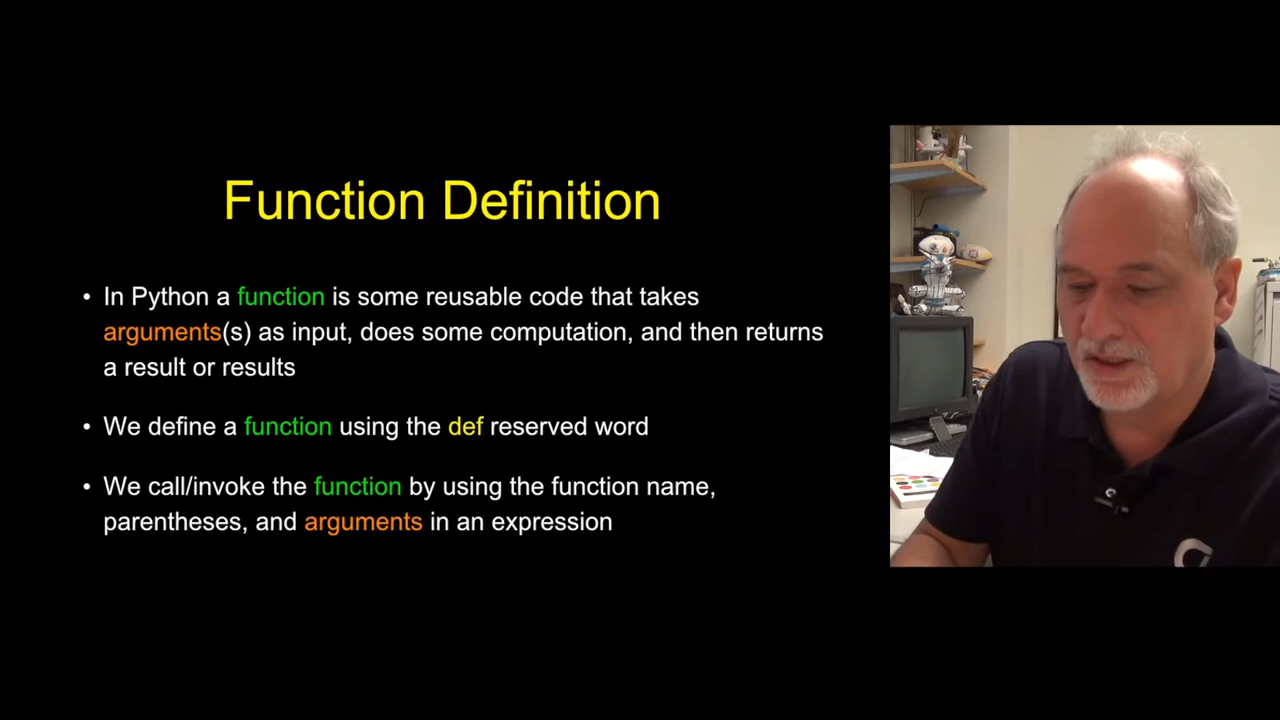 Function Definition
• In Python a function is some reusable code that takes
arguments(s) as input, does some computation, and then returns
a result or results
• We define a function using the def reserved word
• We call/invoke the function by using the function name,
parentheses, and arguments in an expression